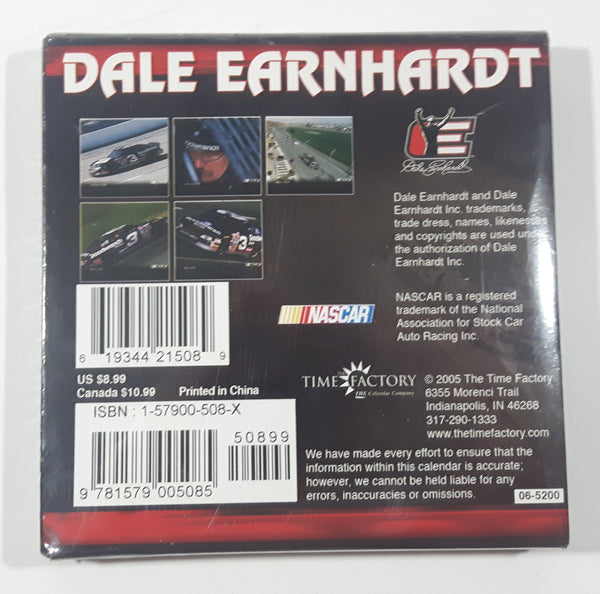 DALE EARNHARDT
Dale Earnhardt
Dale Earnhardt and Dale
Earnhardt Inc. trademarks,
trade dress, names, likenesses
and copyrights are used under
the authorization of Dale
Earnhardt Inc.
NASCAR
NASCAR is a registered
trademark of the National
Association for Stock Car
Auto Racing Inc.
6 19344 21508 9
US $8.99
Canada $10.99 Printed in China
ISBN : 1-57900-508-X
50899
9 781579 005085
TIME FACTORY
THE Calendar Company
© 2005 The Time Factory
6355 Morenci Trail
Indianapolis, IN 46268
317-290-1333
www.thetimefactory.com
We have made every effort to ensure that the
information within this calendar is accurate;
however, we cannot be held liable for any
errors, inaccuracies or omissions.
06-5200